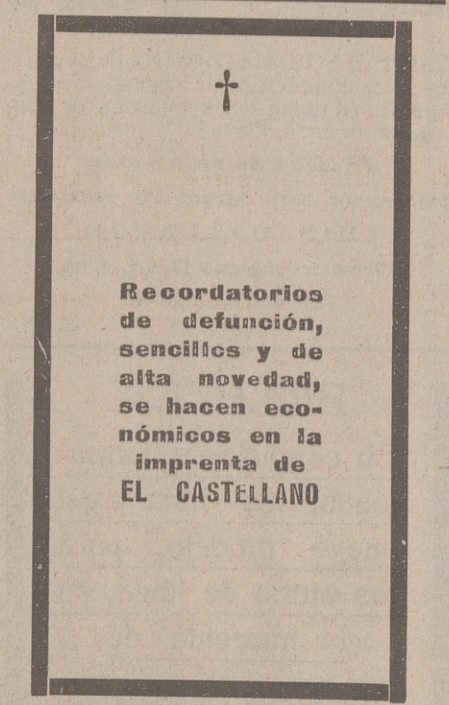 Recordatorios
de defunción,
sencillos y de
alta novedad,
se hacen eco-
nómicos en la
imprenta de
EL CASTELLANO